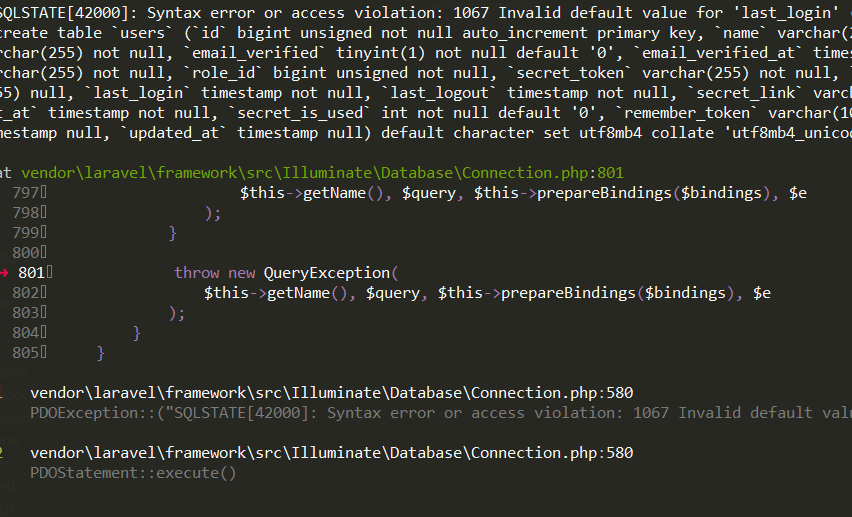 SQLSTATE[42000]: Syntax error or access violation: 1067 Invalid default value for 'last_login' (
create table `users` (`id` bigint unsigned not null auto_increment primary key, `name` varchar(2
rchar(255) not null, `email_verified` tinyint(1) not null default '0', `email_verified_at` times
rchar(255) not null, `role_id` bigint unsigned not null, `secret_token` varchar(255) not null, `
55) null, `last_login` timestamp not null, `last_logout` timestamp not null, `secret_link` varch
t_at` timestamp not null, `secret_is_used` int not null default '0', `remember_token` varchar(10
mestamp null, `updated_at` timestamp null) default character set utf8mb4 collate 'utf8mb4_unicod
at vendor\laravel\framework\src\Illuminate\Database\Connection.php:801
797▯ $this->getName(), $query, $this->prepareBindings($bindings), $e
798▯ );
799▯ }
800▯
➜ 801▯ throw new QueryException(
802▯ $this->getName(), $query, $this->prepareBindings($bindings), $e
803▯ );
804▯ }
805▯ }
1 vendor\laravel\framework\src\Illuminate\Database\Connection.php:580
PDOException::("SQLSTATE[42000]: Syntax error or access violation: 1067 Invalid default valu
2 vendor\laravel\framework\src\Illuminate\Database\Connection.php:580
PDOStatement::execute()